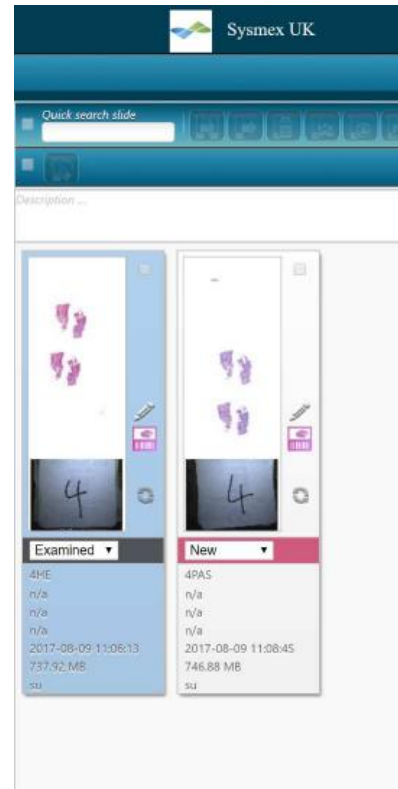 Sysmex UK
Quick search slide
Description ...
4
4
Examined
New
4HE
4PAS
n/a
n/a
n/a
n/a
n/a
n/a
2017-08-09 11:06:13
2017-08-09 11:08:45
737.92 MB
746.88 MB
su
su